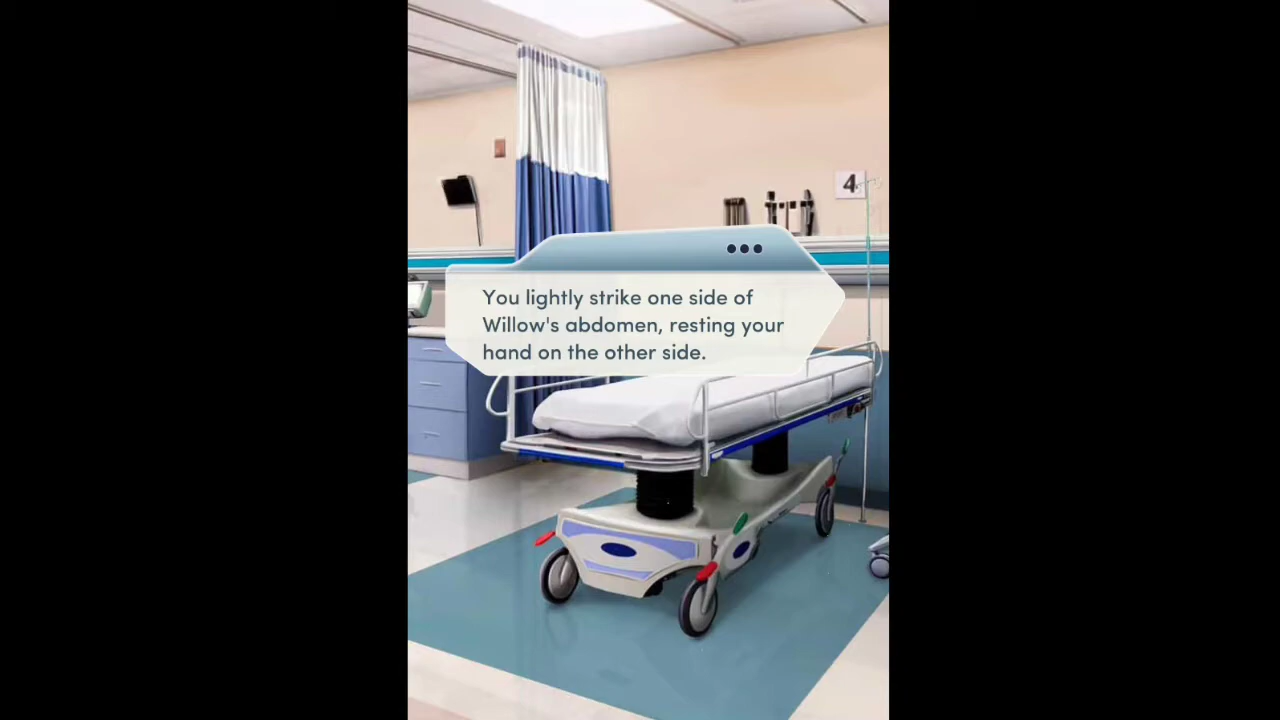 4
You lightly strike one side of
Willow's abdomen, resting your
hand on the other side.